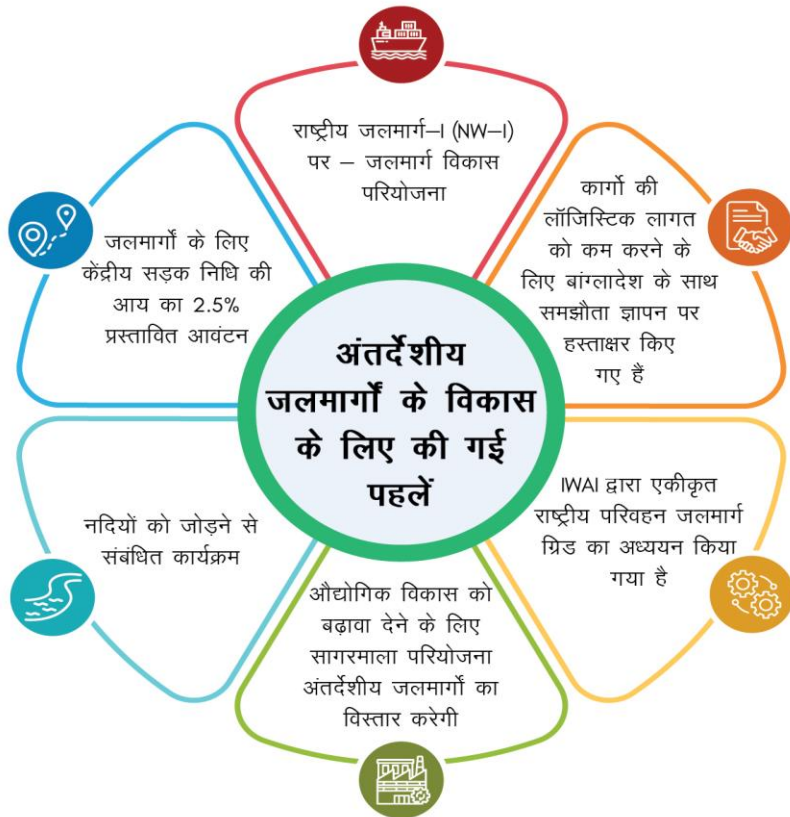 राष्ट्रीय जलमार्ग–I (NW–I)
पर – जलमार्ग विकास
परियोजना
कार्गो की
लॉजिस्टिक लागत
को कम करने के
लिए बांग्लादेश के साथ
समझौता ज्ञापन पर
हस्ताक्षर किए
गए हैं
जलमार्गों के लिए
केंद्रीय सड़क निधि की
आय का 2.5%
प्रस्तावित आवंटन
अंतर्देशीय
जलमार्गों के विकास
के लिए की गई
पहलें
IWAI द्वारा एकीकृत
राष्ट्रीय परिवहन जलमार्ग
ग्रिड का अध्ययन किया
गया है
नदियों को जोड़ने से
संबंधित कार्यक्रम
औद्योगिक विकास को
बढ़ावा देने के लिए
सागरमाला परियोजना
अंतर्देशीय जलमार्गों का
विस्तार करेगी